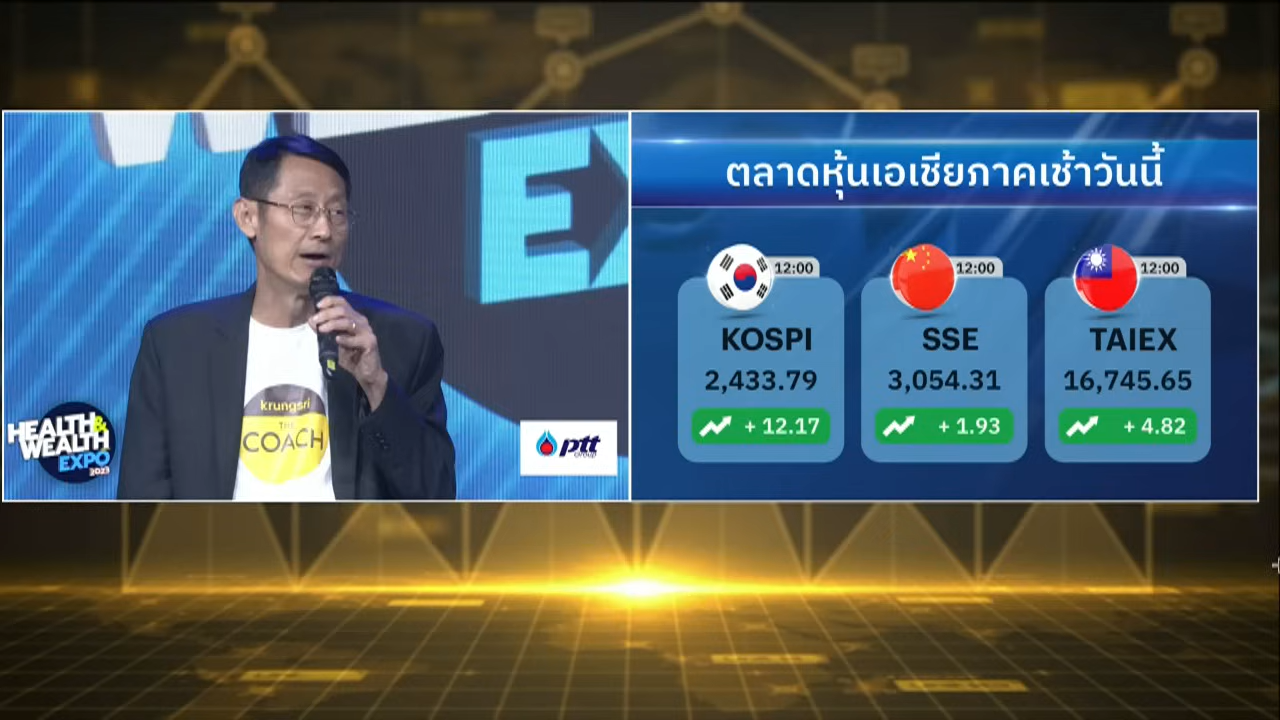 E
krungsri
THE
COACH
HEALTH &
WEALTH
EXPO
2023
ptt
Group
ตลาดหุ้นเอเชียภาคเช้าวันนี้
12:00
KOSPI
2,433.79
+ 12.17
12:00
SSE
3,054.31
+ 1.93
12:00
TAIEX
16,745.65
+ 4.82